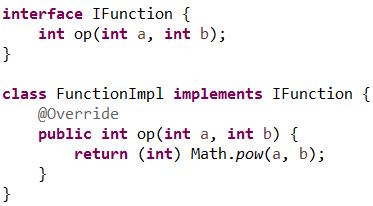 interface IFunction {
    int op(int a, int b);
}

class FunctionImpl implements IFunction {
    @Override
    public int op(int a, int b) {
        return (int) Math.pow(a, b);
    }
}